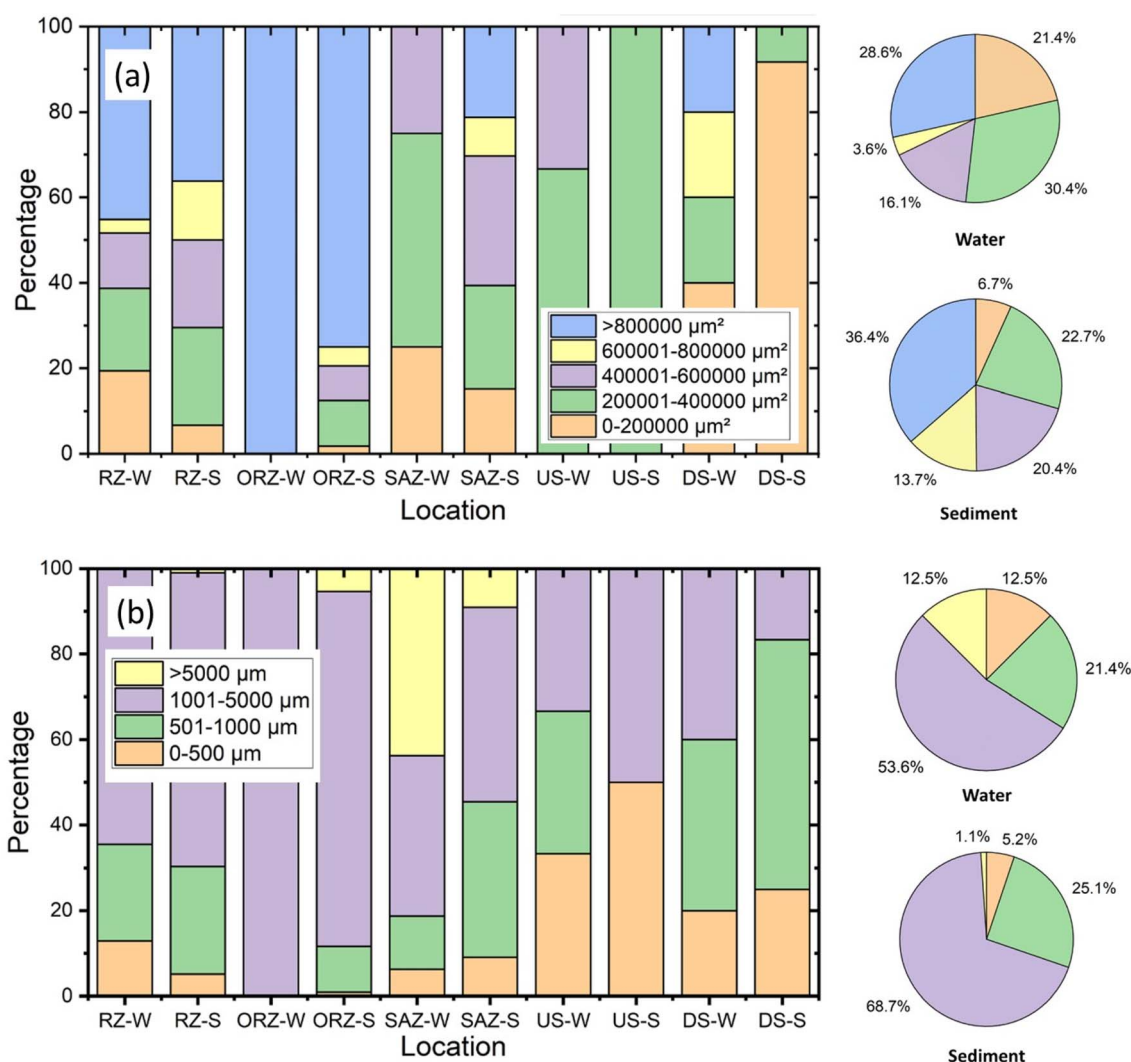 (a)
Percentage
100
80
60
40
20
0
>800000 µm²
600001-800000 µm²
400001-600000 µm²
200001-400000 µm²
0-200000 µm²
RZ-W RZ-S ORZ-W ORZ-S SAZ-W SAZ-S US-W US-S DS-W DS-S
Location
28.6%
21.4%
3.6%
16.1%
30.4%
Water
6.7%
36.4%
22.7%
13.7%
20.4%
Sediment
(b)
Percentage
100
80
60
40
20
0
>5000 µm
1001-5000 µm
501-1000 µm
0-500 µm
RZ-W RZ-S ORZ-W ORZ-S SAZ-W SAZ-S US-W US-S DS-W DS-S
Location
12.5%
12.5%
21.4%
53.6%
Water
1.1%
5.2%
25.1%
68.7%
Sediment